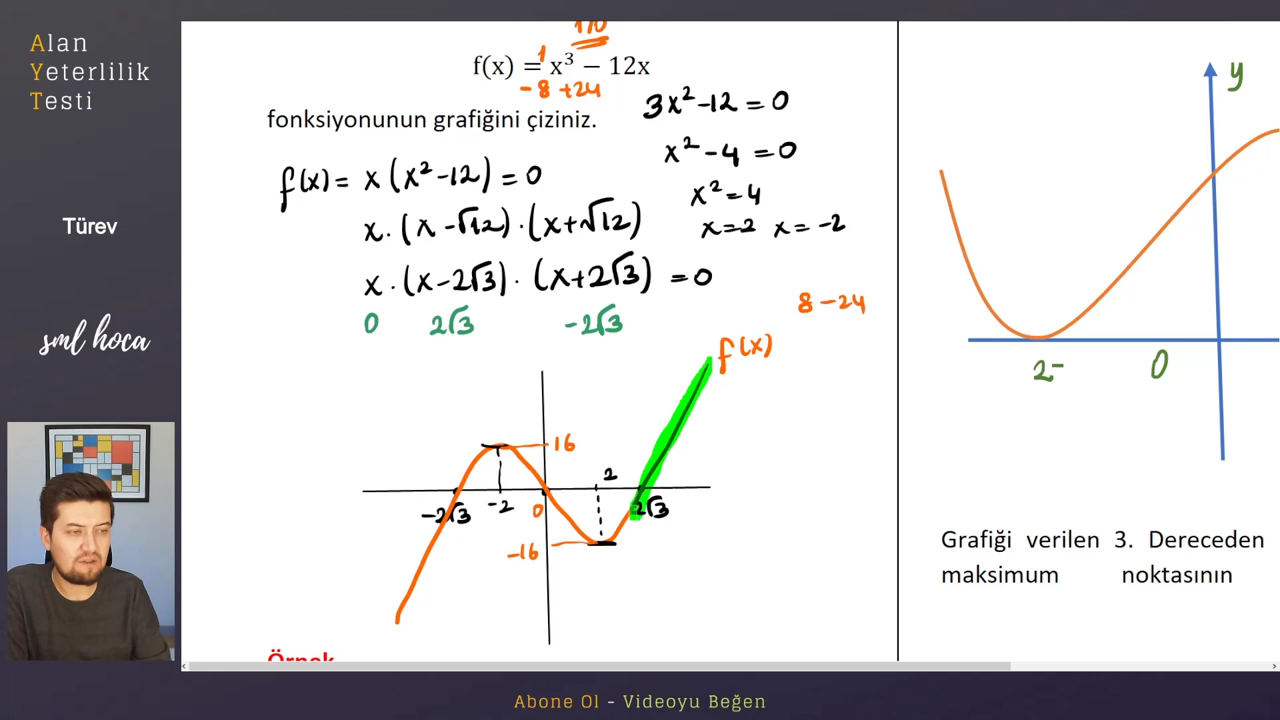 Alan
Yeterlilik
Testi
Türev
sml hoca
1
f(x) = x³ − 12x
-8 +24
fonksiyonunun grafiğini çiziniz.
3x² -12 = 0
x² - 4 = 0
x² = 4
x=2 x= -2
f(x) = x (x² -12) = 0
x . (x - √12) . (x+√12)
x . (x - 2√3) . (x+2√3) = 0
0 2√3 -2√3
8 -24
f(x)
16
2
-2√3 -2 0 2√3
-16
Örnek
y
2- 0
Grafiği verilen 3. Dereceden
maksimum noktasının
Abone Ol - Videoyu Beğen